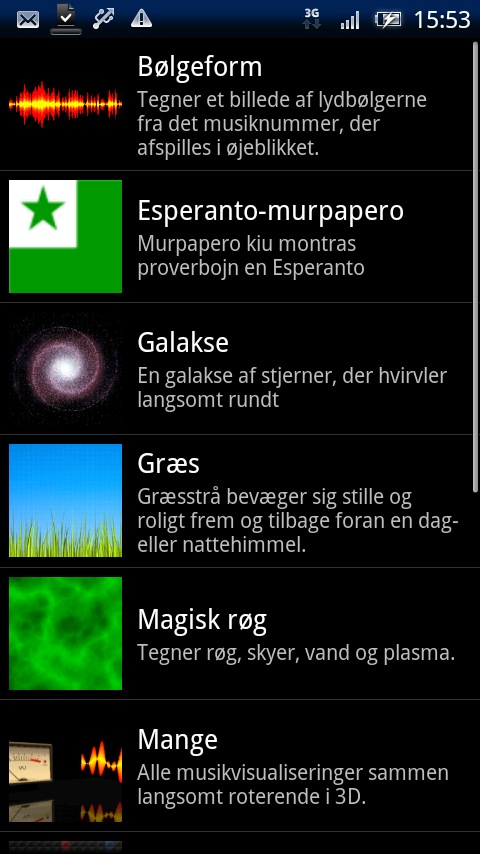 3G 15:53
Bølgeform
Tegner et billede af lydbølgerne
fra det musiknummer, der
afspilles i øjeblikket.
Esperanto-murpapero
Murpapero kiu montras
proverbojn en Esperanto
Galakse
En galakse af stjerner, der hvirvler
langsomt rundt
Græs
Græsstrå bevæger sig stille og
roligt frem og tilbage foran en dag-
eller nattehimmel.
Magisk røg
Tegner røg, skyer, vand og plasma.
Mange
Alle musikvisualiseringer sammen
langsomt roterende i 3D.
VU